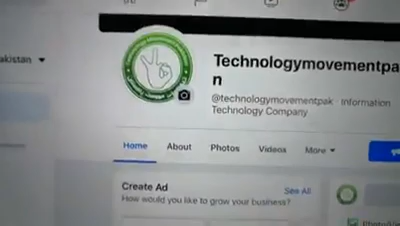 akistan
Technologymovementpa
n
@technologymovementpak · Information
Technology Company
Home About Photos Videos More
Create Ad
How would you like to grow your business?
See All